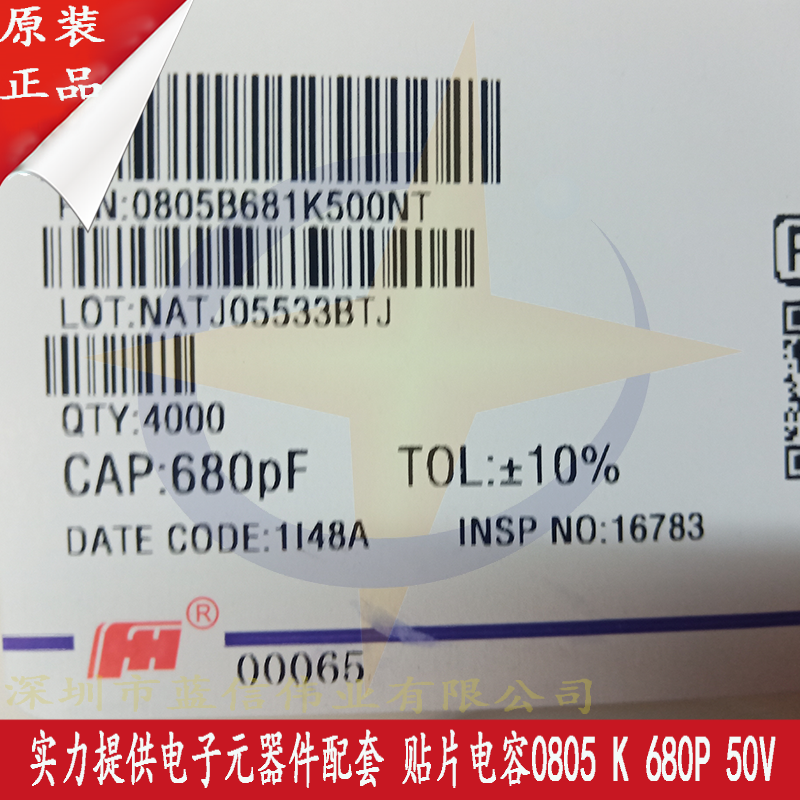 原装
正品
P/N:0805B681K500NT
LOT:NATJ05533BTJ
QTY:4000
CAP:680pF TOL:±10%
DATE CODE:1I48A INSP NO:16783
®
00065
深圳市蓝信伟业有限公司
实力提供电子元器件配套 贴片电容0805 K 680P 50V